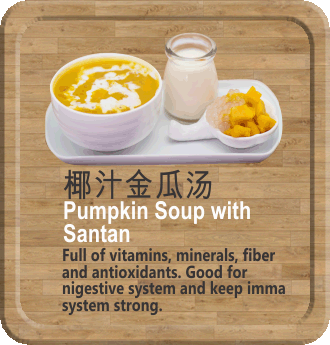 椰汁金瓜汤
Pumpkin Soup with
Santan
Full of vitamins, minerals, fiber
and antioxidants. Good for
nigestive system and keep imma
system strong.